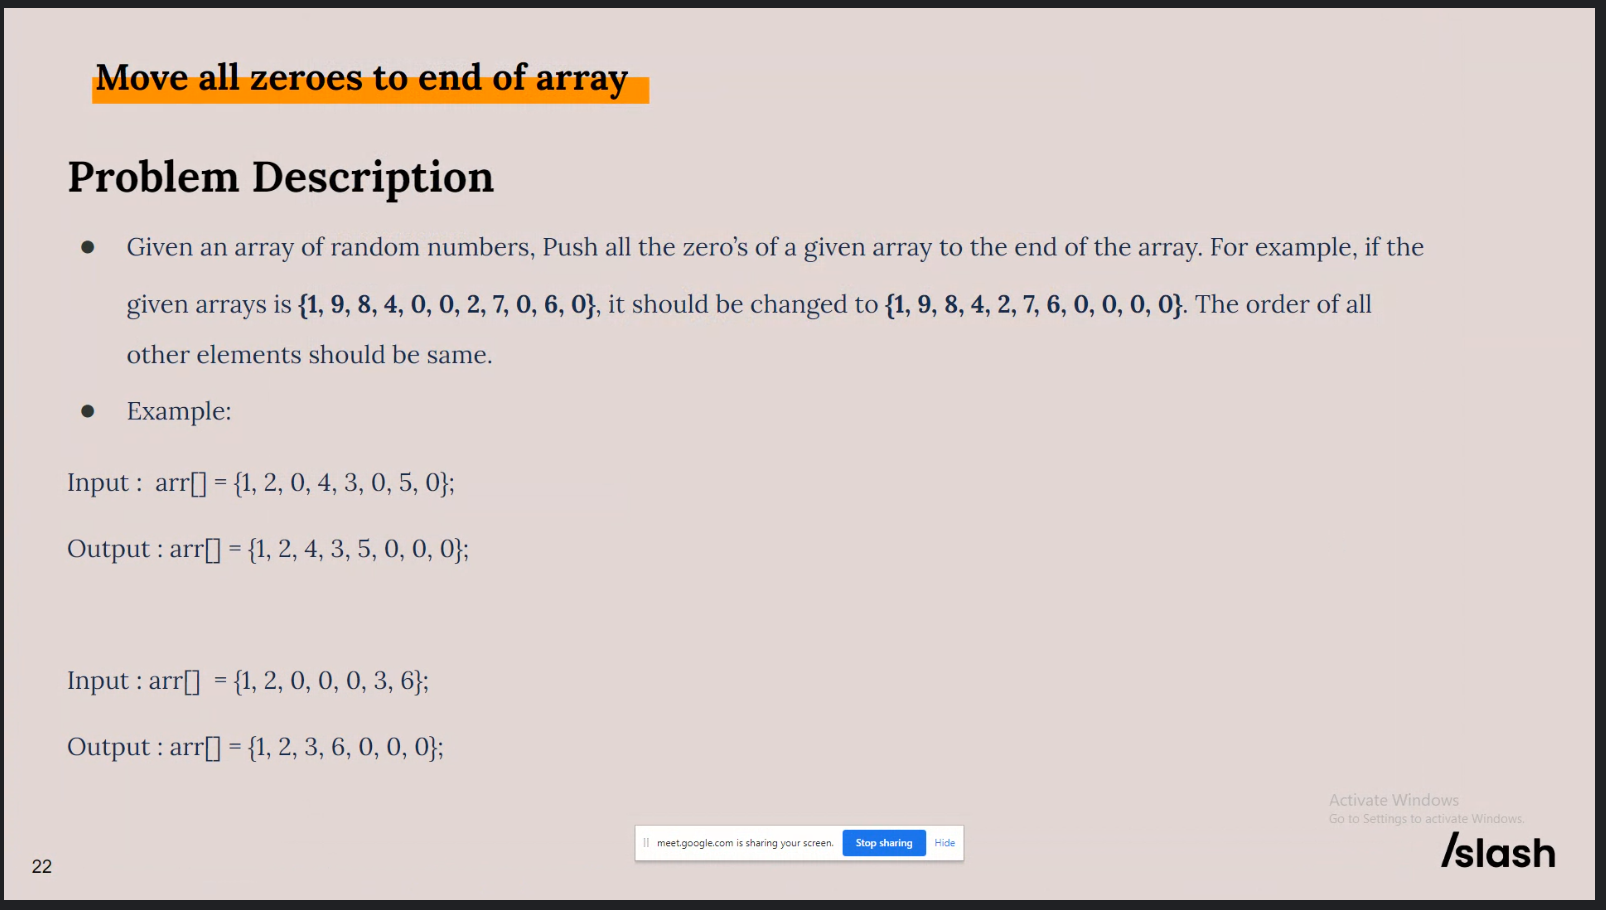 Move all zeroes to end of array
Problem Description
● Given an array of random numbers, Push all the zero’s of a given array to the end of the array. For example, if the
given arrays is {1, 9, 8, 4, 0, 0, 2, 7, 0, 6, 0}, it should be changed to {1, 9, 8, 4, 2, 7, 6, 0, 0, 0, 0}. The order of all
other elements should be same.
● Example:
Input : arr[] = {1, 2, 0, 4, 3, 0, 5, 0};
Output : arr[] = {1, 2, 4, 3, 5, 0, 0, 0};
Input : arr[] = {1, 2, 0, 0, 0, 3, 6};
Output : arr[] = {1, 2, 3, 6, 0, 0, 0};
Activate Windows
Go to Settings to activate Windows.
meet.google.com is sharing your screen. Stop sharing Hide
/slash
22